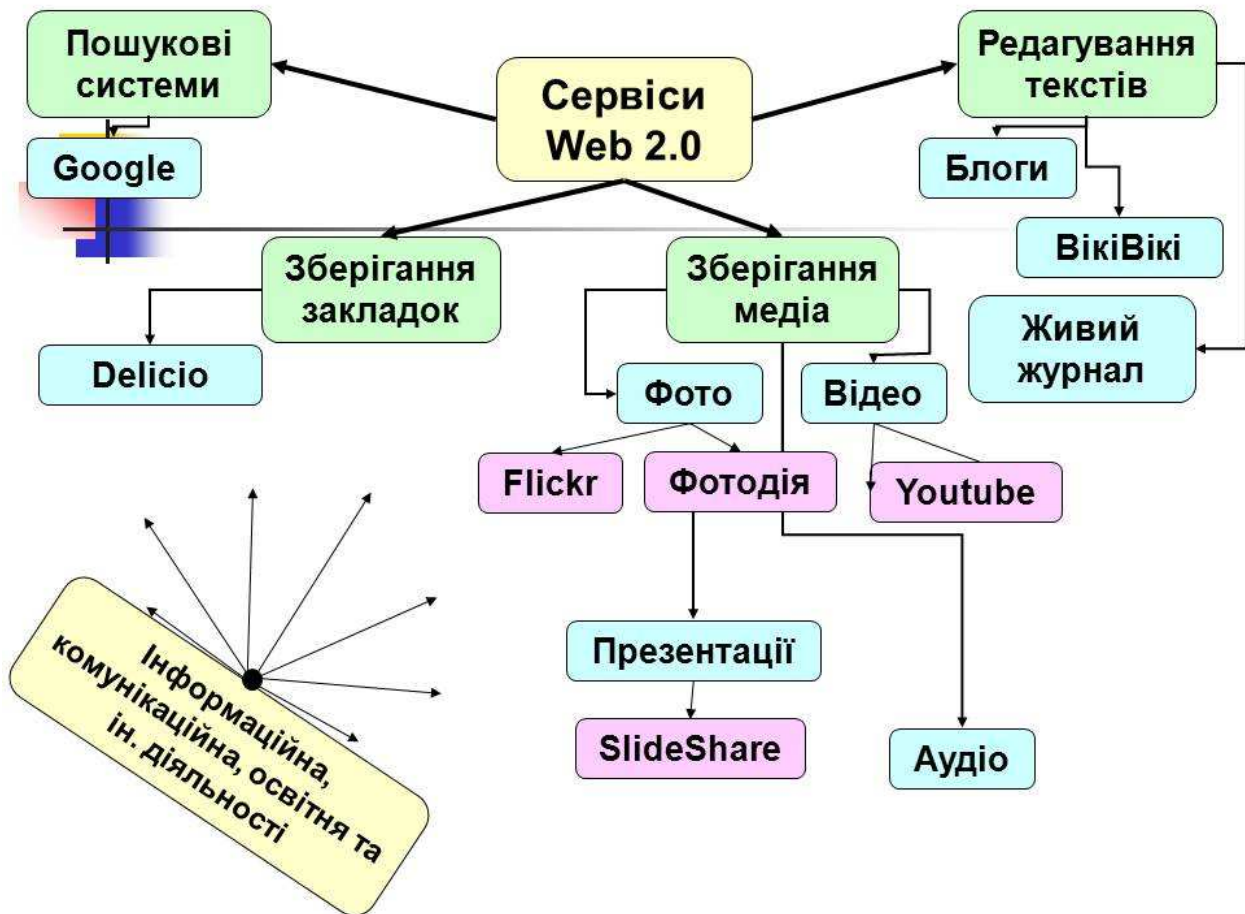 Пошукові
системи
Сервіси
Web 2.0
Редагування
текстів
Google
Блоги
ВікіВікі
Зберігання
закладок
Зберігання
медіа
Живий
журнал
Delicio
Фото
Відео
Flickr
Фотодія
Youtube
Презентації
SlideShare
Аудіо
Інформаційна,
комунікаційна, освітня та
ін. діяльності